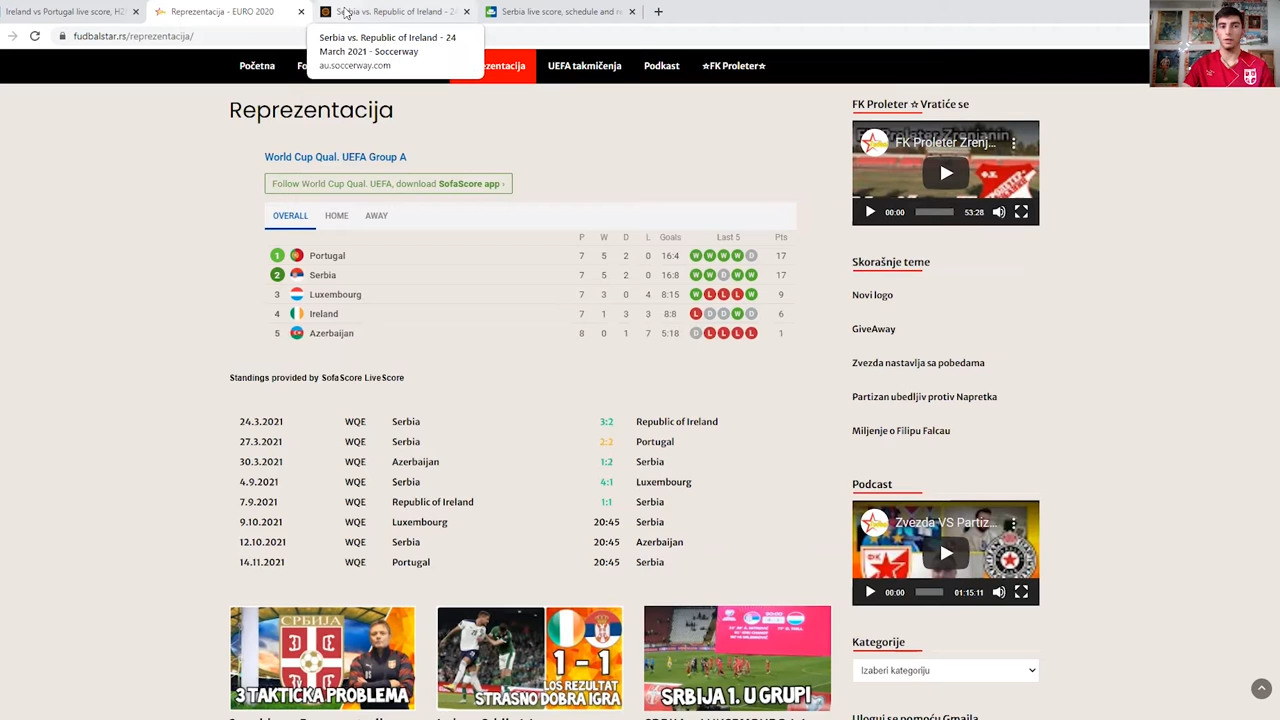 Ireland vs Portugal live score, H2
Reprezentacija - EURO 2020
Serbia vs. Republic of Ireland - 24
Serbia live score, schedule and re
fudbalstar.rs/reprezentacija/
Serbia vs. Republic of Ireland - 24
March 2021 - Soccerway
au.soccerway.com
Početna
UEFA takmičenja
Podcast
☆FK Proleter☆
Reprezentacija
World Cup Qual. UEFA Group A
Follow World Cup Qual. UEFA, download SofaScore app ›
OVERALL HOME AWAY
P W D L Goals Last 5 Pts
1 Portugal 7 5 2 0 16:4 W W W W D 17
2 Serbia 7 5 2 0 16:8 W W D W W 17
3 Luxembourg 7 3 0 4 8:15 W L L L W 9
4 Ireland 7 1 3 3 8:8 L D D W D 6
5 Azerbaijan 8 0 1 7 5:18 D L L L L 1
Standings provided by SofaScore LiveScore
24.3.2021 WQE Serbia 3:2 Republic of Ireland
27.3.2021 WQE Serbia 2:2 Portugal
30.3.2021 WQE Azerbaijan 1:2 Serbia
4.9.2021 WQE Serbia 4:1 Luxembourg
7.9.2021 WQE Republic of Ireland 1:1 Serbia
9.10.2021 WQE Luxembourg 20:45 Serbia
12.10.2021 WQE Serbia 20:45 Azerbaijan
14.11.2021 WQE Portugal 20:45 Serbia
СРБИЈА
3 TAKTIČKA PROBLEMA
1 - 1
LOŠ REZULTAT
STRAŠNO DOBRA IGRA
SRBIJA 1. U GRUPI
FK Proleter ☆ Vratiće se
FK Proleter Zrenjanin
FK Proleter Zrenj...
00:00 53:28
Skorašnje teme
Novi logo
GiveAway
Zvezda nastavlja sa pobedama
Partizan ubedljiv protiv Napretka
Miljenje o Filipu Falcau
Podcast
Zvezda VS Partiz...
00:00 01:15:11
Kategorije
Izaberi kategoriju